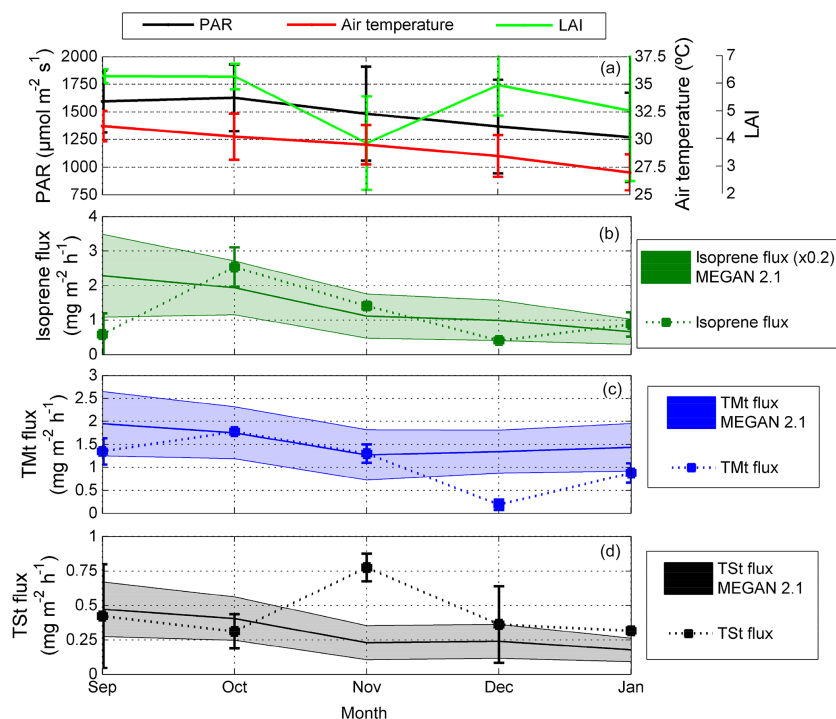 PAR Air temperature LAI
(a)
PAR (µmol m⁻² s⁻¹)
2000
1750
1500
1250
1000
750
37.5
35
32.5
30
27.5
25
Air temperature (ºC)
7
6
5
4
3
2
LAI
(b)
Isoprene flux
(mg m⁻² h⁻¹)
4
3
2
1
0
Isoprene flux (x0.2)
MEGAN 2.1
Isoprene flux
(c)
TMt flux
(mg m⁻² h⁻¹)
3
2.5
2
1.5
1
0.5
0
TMt flux
MEGAN 2.1
TMt flux
(d)
TSt flux
(mg m⁻² h⁻¹)
1
0.75
0.5
0.25
0
TSt flux
MEGAN 2.1
TSt flux
Sep Oct Nov Dec Jan
Month